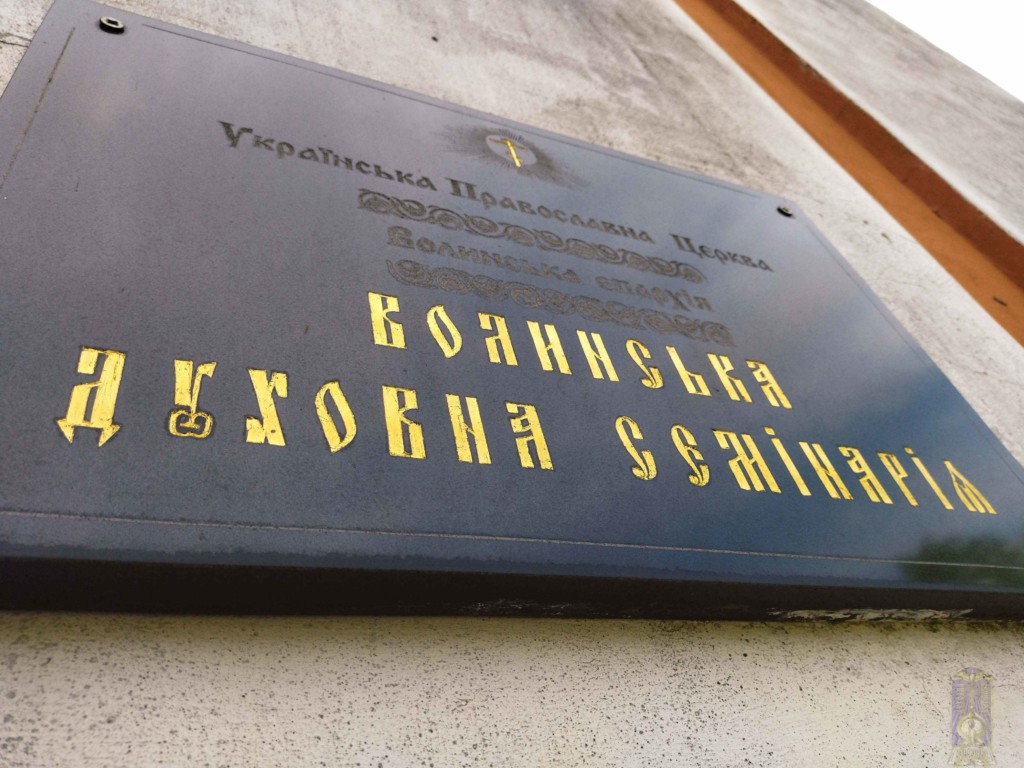 Українська Православна Церква
Волинська єпархія
ВОЛИНСЬКА
ДУХОВНА СЕМІНАРІЯ